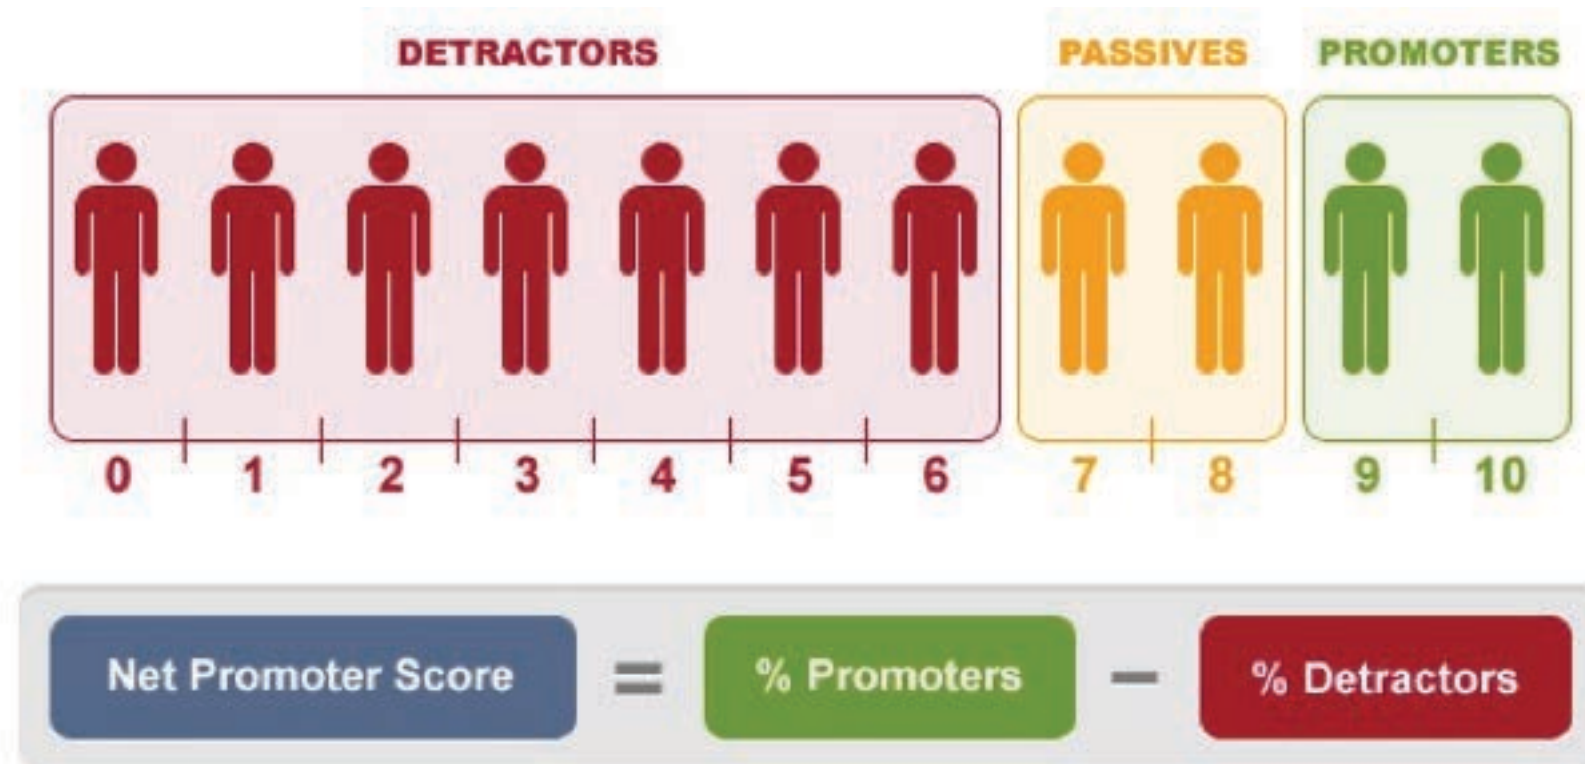 DETRACTORS PASSIVES PROMOTERS
0 1 2 3 4 5 6 7 8 9 10
Net Promoter Score = % Promoters − % Detractors